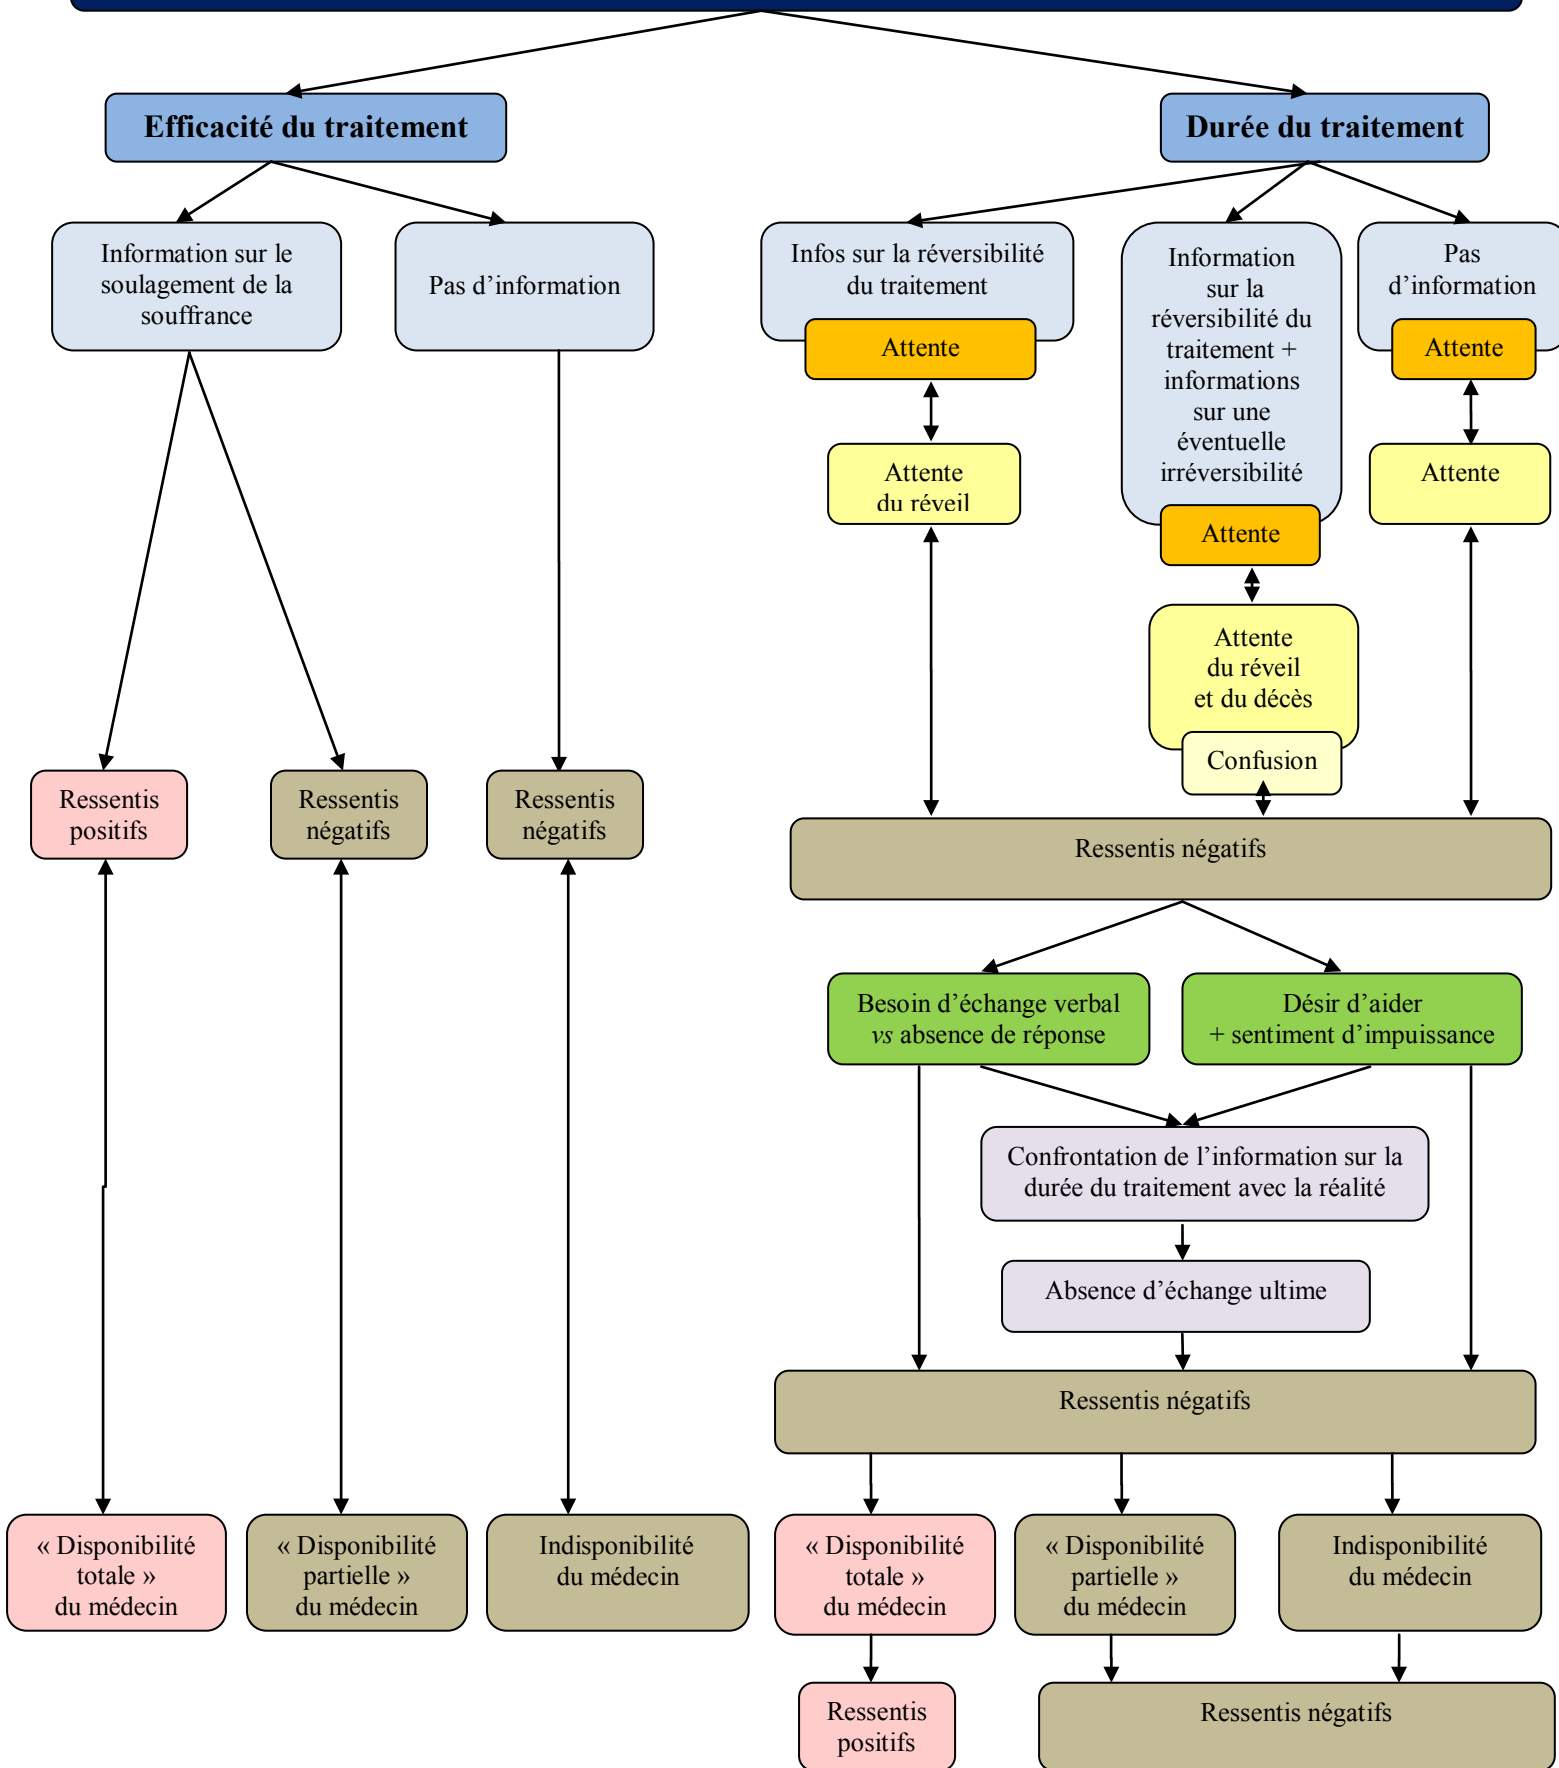 Efficacité du traitement
Durée du traitement
Information sur le
soulagement de la
souffrance
Pas d’information
Infos sur la réversibilité
du traitement
Attente
Information
sur la
réversibilité du
traitement +
informations
sur une
éventuelle
irréversibilité
Attente
Pas
d’information
Attente
Attente
du réveil
Attente
Attente
du réveil
et du décès
Confusion
Ressentis
positifs
Ressentis
négatifs
Ressentis
négatifs
Ressentis négatifs
Besoin d’échange verbal
vs absence de réponse
Désir d’aider
+ sentiment d’impuissance
Confrontation de l’information sur la
durée du traitement avec la réalité
Absence d’échange ultime
Ressentis négatifs
« Disponibilité
totale »
du médecin
« Disponibilité
partielle »
du médecin
Indisponibilité
du médecin
« Disponibilité
totale »
du médecin
« Disponibilité
partielle »
du médecin
Indisponibilité
du médecin
Ressentis
positifs
Ressentis négatifs